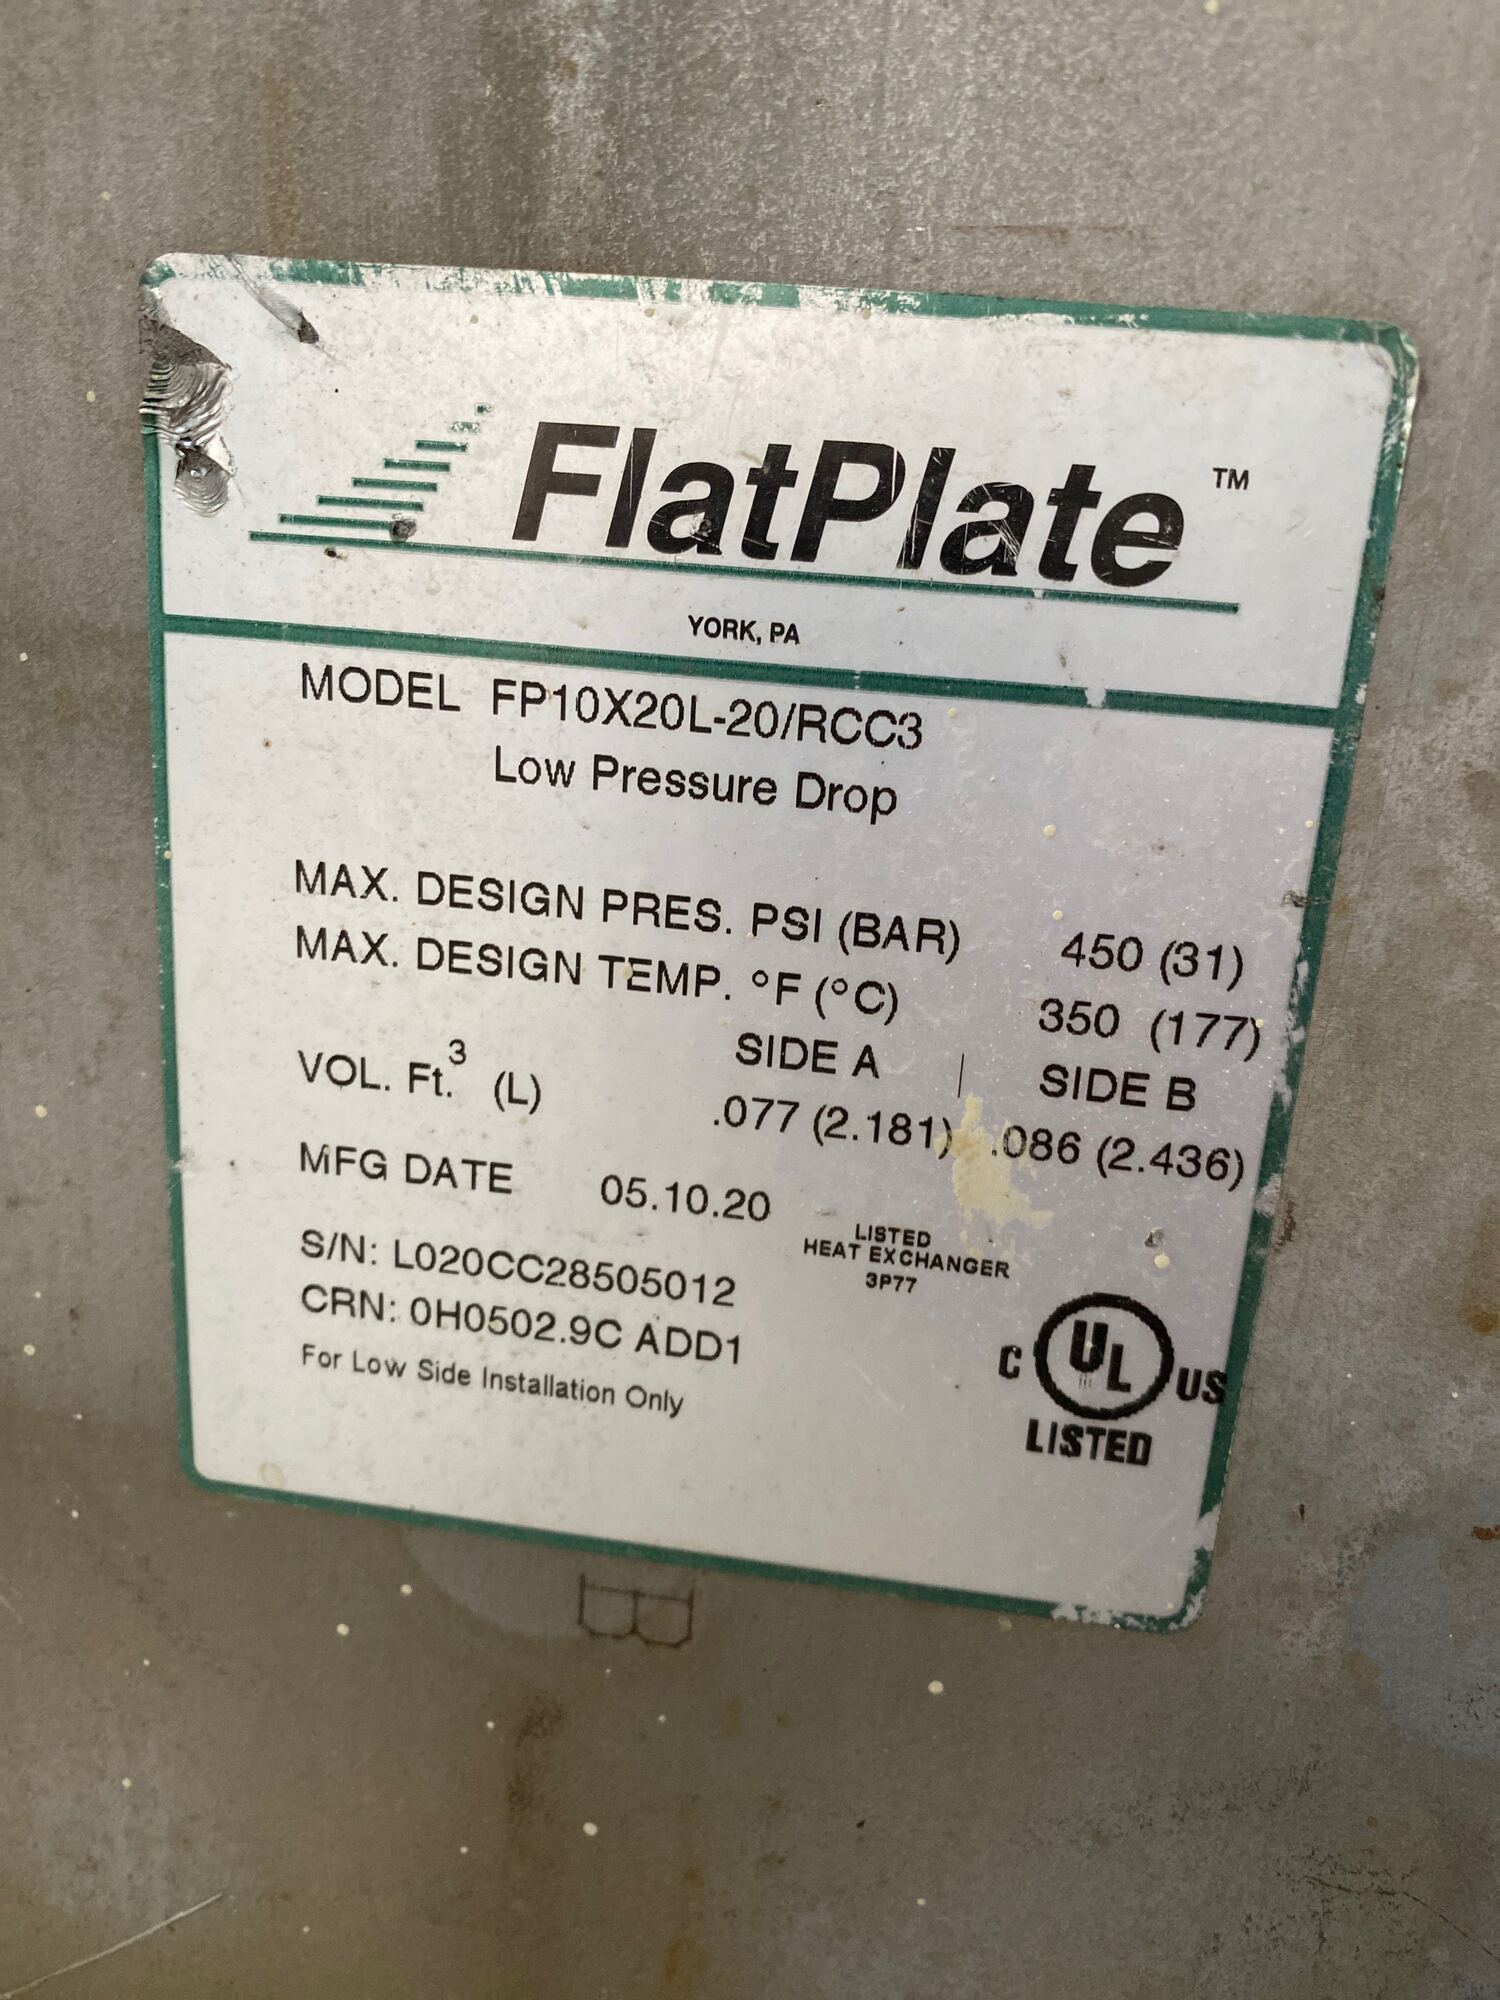 FlatPlate™
YORK, PA
MODEL FP10X20L-20/RCC3
Low Pressure Drop
MAX. DESIGN PRES. PSI (BAR) 450 (31)
MAX. DESIGN TEMP. °F (°C) 350 (177)
SIDE A | SIDE B
VOL. Ft.³ (L) .077 (2.181) .086 (2.436)
MFG DATE 05.10.20
LISTED
HEAT EXCHANGER
3P77
S/N: L020CC28505012
CRN: 0H0502.9C ADD1
For Low Side Installation Only
C UL US
LISTED
B